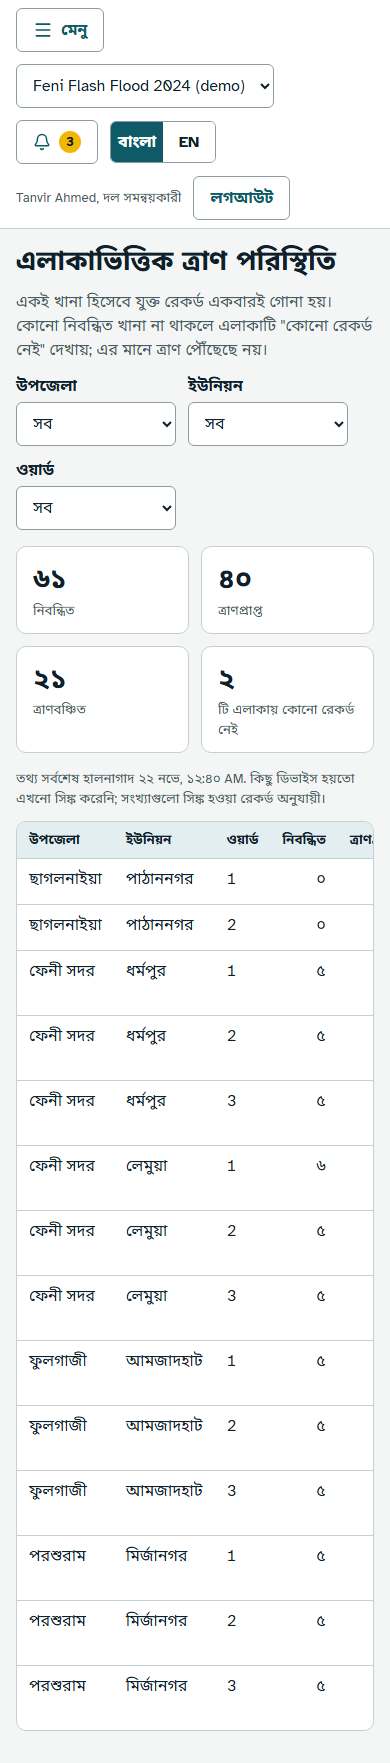 মেনু
Feni Flash Flood 2024 (demo)
3 বাংলা EN
Tanvir Ahmed, দল সমন্বয়কারী লগআউট
এলাকাভিত্তিক ত্রাণ পরিস্থিতি
একই খানা হিসেবে যুক্ত রেকর্ড একবারই গোনা হয়।
কোনো নিবন্ধিত খানা না থাকলে এলাকাটি "কোনো রেকর্ড
নেই" দেখায়; এর মানে ত্রাণ পৌঁছেছে নয়।
উপজেলা ইউনিয়ন
সব সব
ওয়ার্ড
সব
৬১ ৪০
নিবন্ধিত ত্রাণপ্রাপ্ত
২১ ২
ত্রাণবঞ্চিত টি এলাকায় কোনো রেকর্ড
নেই
তথ্য সর্বশেষ হালনাগাদ ২২ নভে, ১২:৪০ AM. কিছু ডিভাইস হয়তো
এখনো সিঙ্ক করেনি; সংখ্যাগুলো সিঙ্ক হওয়া রেকর্ড অনুযায়ী।
উপজেলা ইউনিয়ন ওয়ার্ড নিবন্ধিত
ছাগলনাইয়া পাঠাননগর 1 ০
ছাগলনাইয়া পাঠাননগর 2 ০
ফেনী সদর ধর্মপুর 1 ৫
ফেনী সদর ধর্মপুর 2 ৫
ফেনী সদর ধর্মপুর 3 ৫
ফেনী সদর লেমুয়া 1 ৬
ফেনী সদর লেমুয়া 2 ৫
ফেনী সদর লেমুয়া 3 ৫
ফুলগাজী আমজাদহাট 1 ৫
ফুলগাজী আমজাদহাট 2 ৫
ফুলগাজী আমজাদহাট 3 ৫
পরশুরাম মির্জানগর 1 ৫
পরশুরাম মির্জানগর 2 ৫
পরশুরাম মির্জানগর 3 ৫